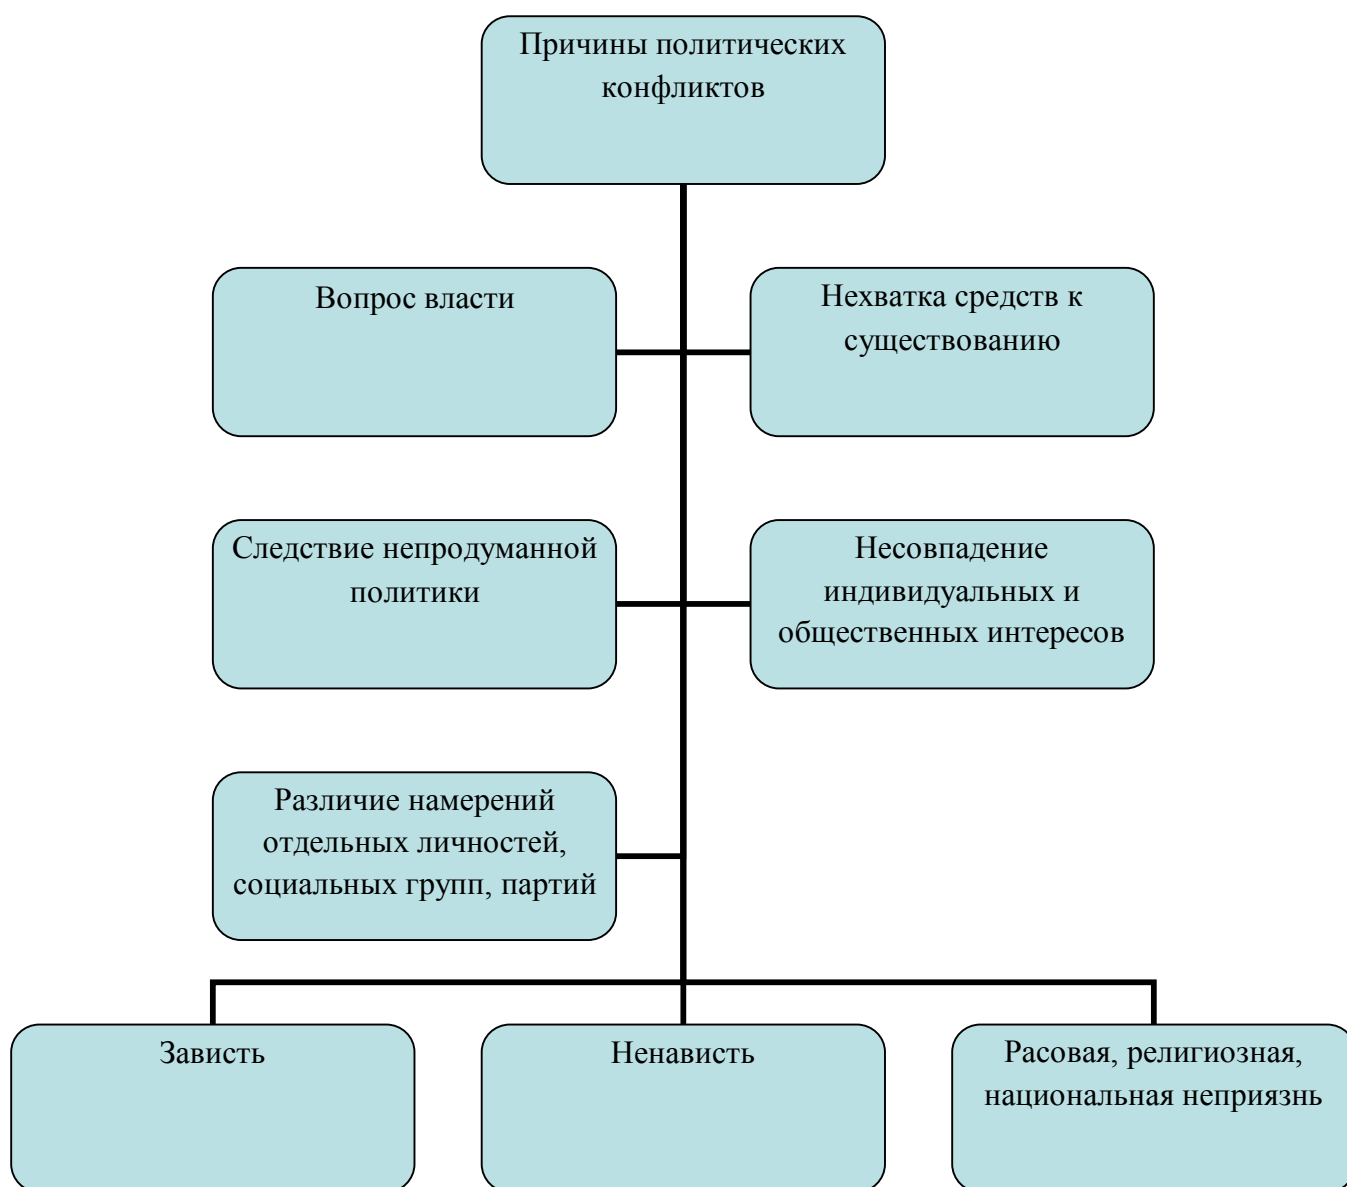 Причины политических
конфликтов
Вопрос власти
Нехватка средств к
существованию
Следствие непродуманной
политики
Несовпадение
индивидуальных и
общественных интересов
Различие намерений
отдельных личностей,
социальных групп, партий
Зависть
Ненависть
Расовая, религиозная,
национальная неприязнь